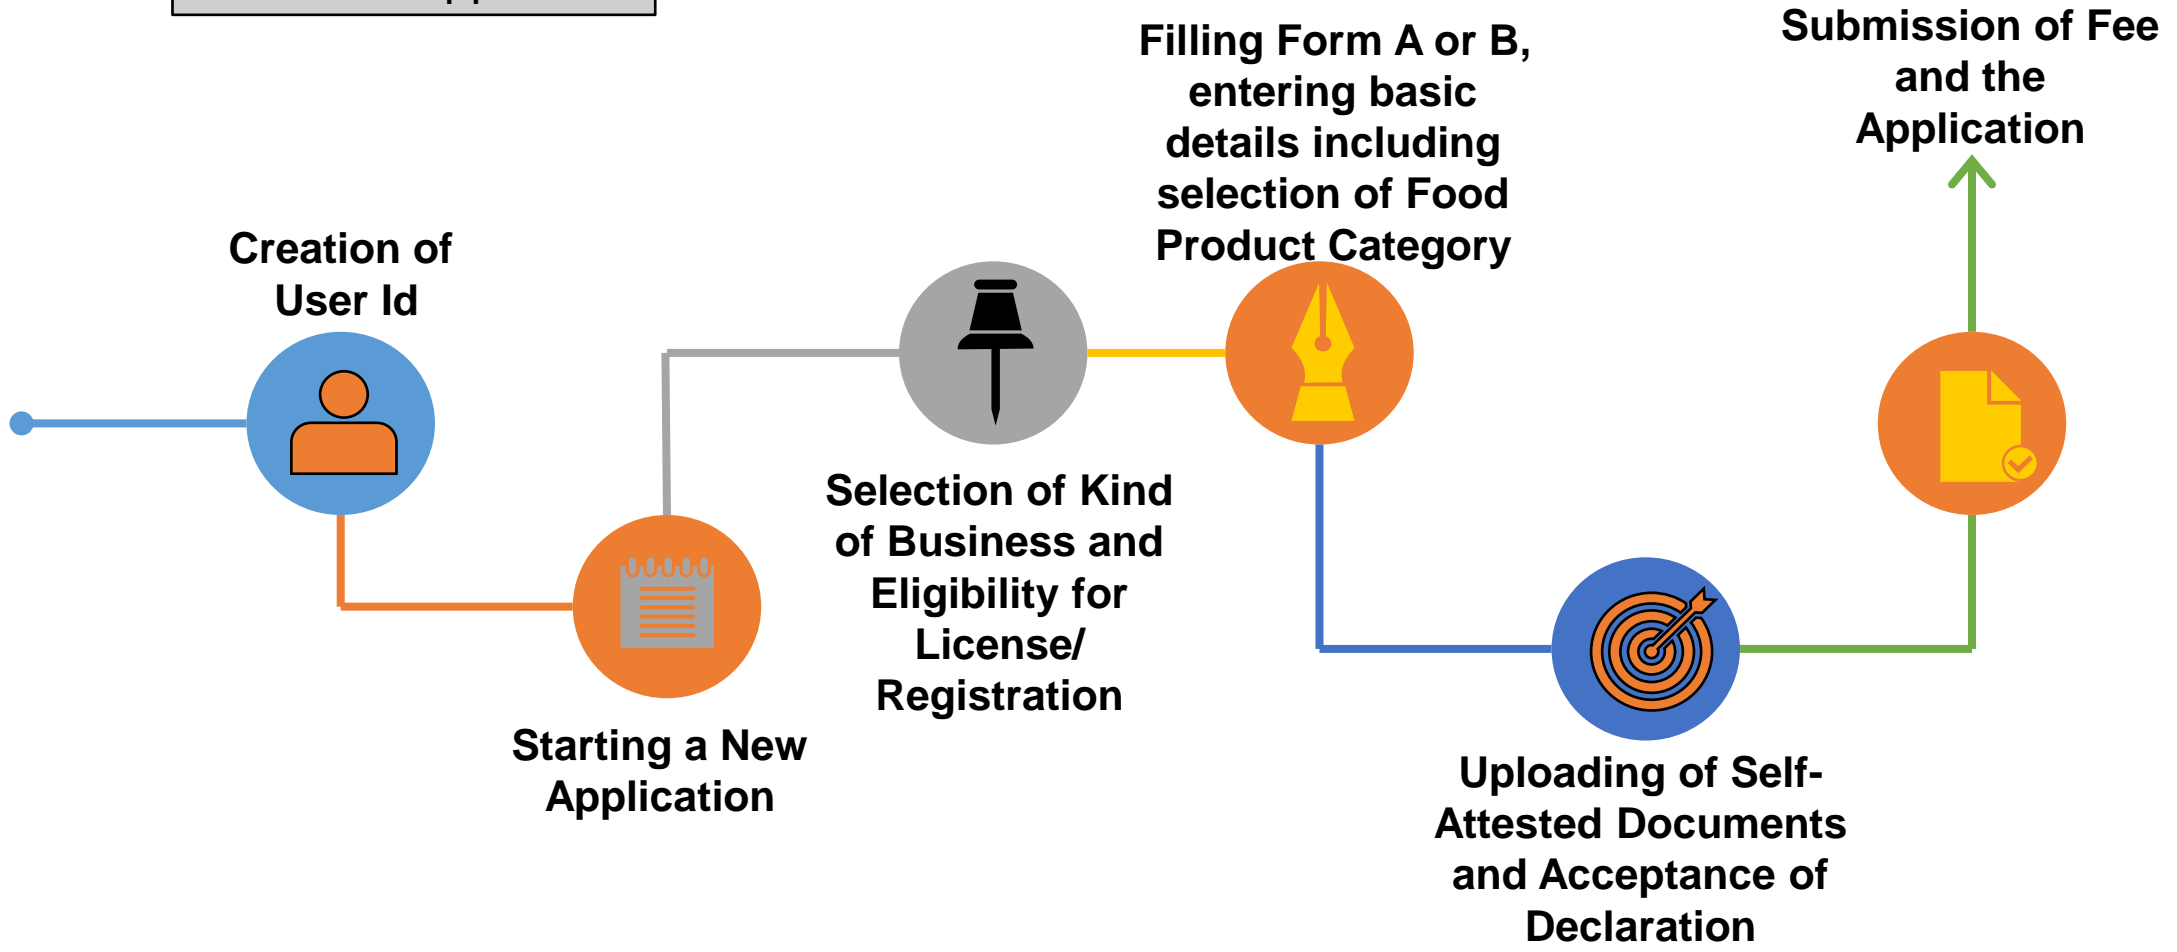 Creation of
User Id
Starting a New
Application
Selection of Kind
of Business and
Eligibility for
License/
Registration
Filling Form A or B,
entering basic
details including
selection of Food
Product Category
Uploading of Self-
Attested Documents
and Acceptance of
Declaration
Submission of Fee
and the
Application